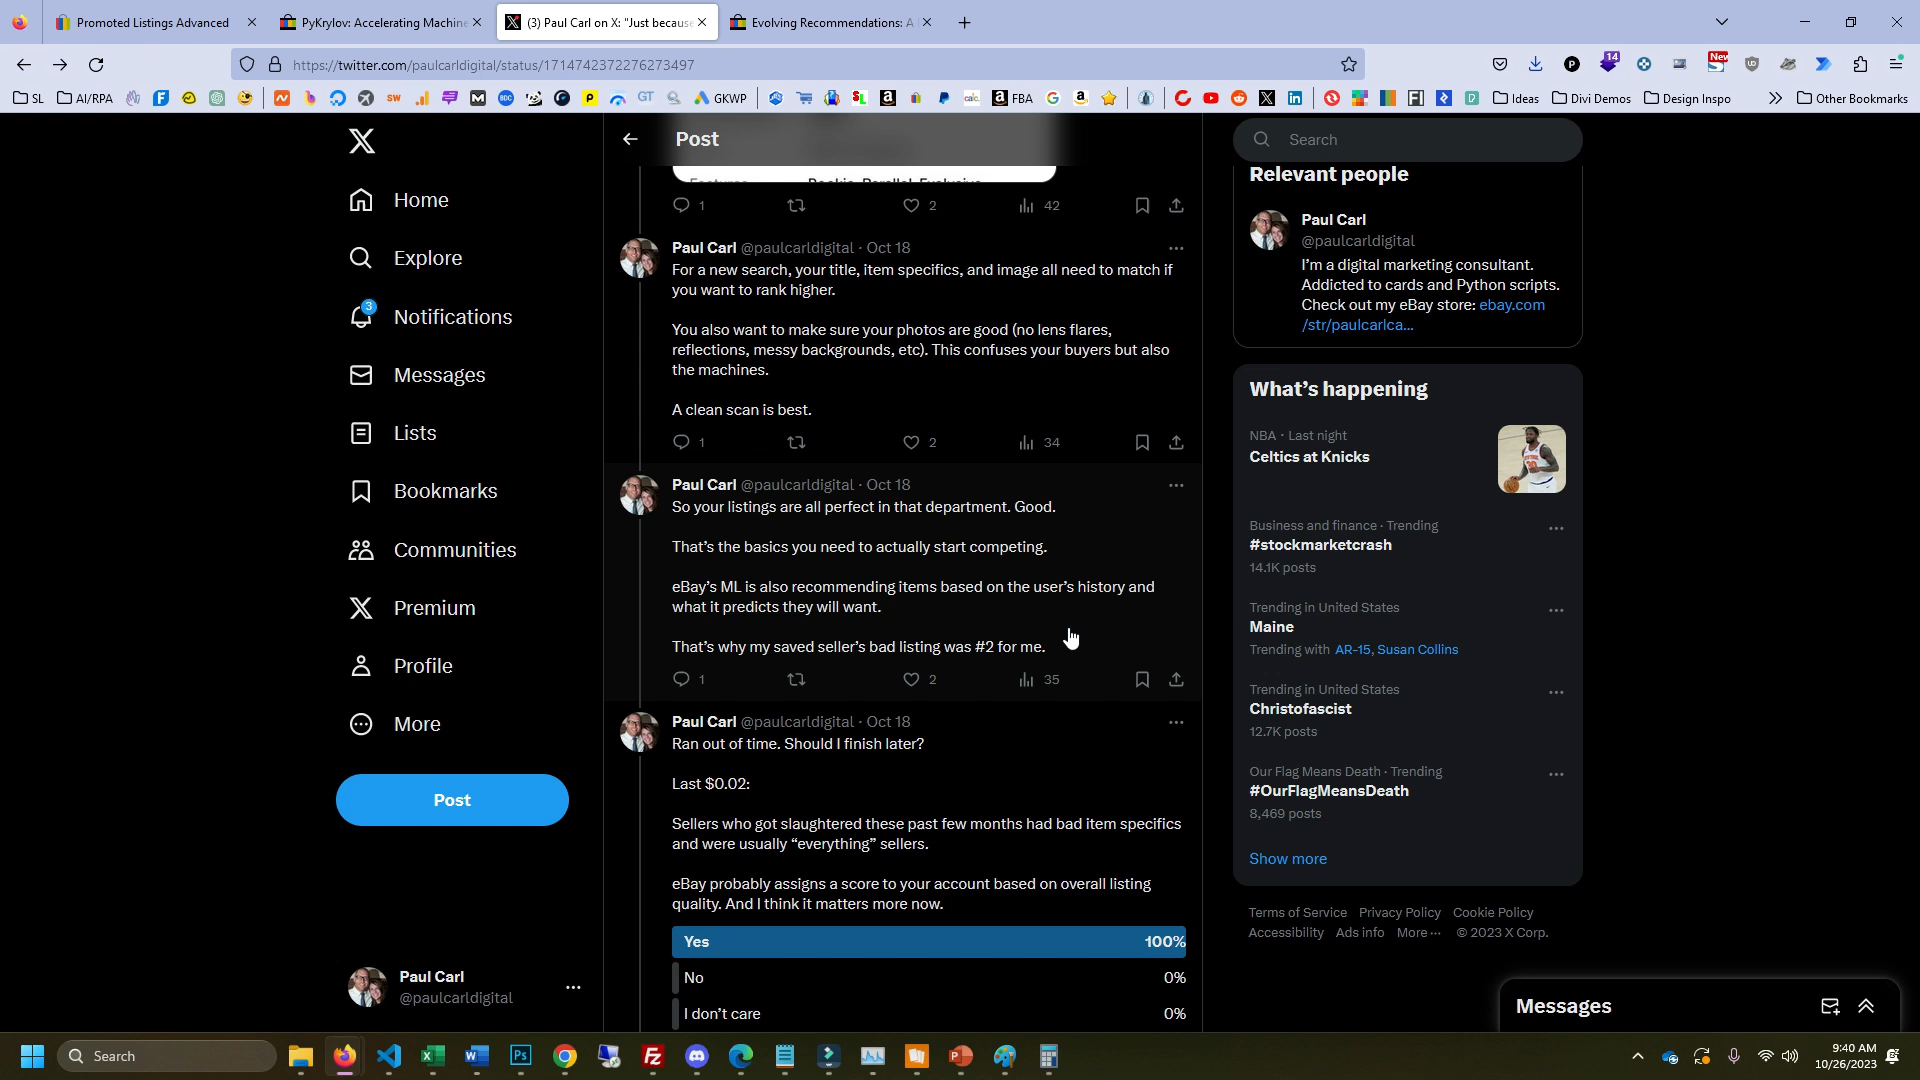 Promoted Listings Advanced
PyKrylov: Accelerating Machine
(3) Paul Carl on X: "Just because
Evolving Recommendations: A
https://twitter.com/paulcarldigital/status/1714742372276273497
14
New
SL
AI/RPA
GT
GKWP
FBA
Ideas
Divi Demos
Design Inspo
Other Bookmarks
Home
Explore
3
Notifications
Messages
Lists
Bookmarks
Communities
Premium
Profile
More
Post
Paul Carl
@paulcarldigital
Post
Features Rookie, Parallel, Exclusive
1 2 42
Paul Carl @paulcarldigital · Oct 18
For a new search, your title, item specifics, and image all need to match if
you want to rank higher.
You also want to make sure your photos are good (no lens flares,
reflections, messy backgrounds, etc). This confuses your buyers but also
the machines.
A clean scan is best.
1 2 34
Paul Carl @paulcarldigital · Oct 18
So your listings are all perfect in that department. Good.
That’s the basics you need to actually start competing.
eBay’s ML is also recommending items based on the user’s history and
what it predicts they will want.
That’s why my saved seller’s bad listing was #2 for me.
1 2 35
Paul Carl @paulcarldigital · Oct 18
Ran out of time. Should I finish later?
Last $0.02:
Sellers who got slaughtered these past few months had bad item specifics
and were usually “everything” sellers.
eBay probably assigns a score to your account based on overall listing
quality. And I think it matters more now.
Yes 100%
No 0%
I don’t care 0%
Search
Relevant people
Paul Carl
@paulcarldigital
I’m a digital marketing consultant.
Addicted to cards and Python scripts.
Check out my eBay store: ebay.com
/str/paulcarlca...
What’s happening
NBA · Last night
Celtics at Knicks
Business and finance · Trending
#stockmarketcrash
14.1K posts
Trending in United States
Maine
Trending with AR-15, Susan Collins
Trending in United States
Christofascist
12.7K posts
Our Flag Means Death · Trending
#OurFlagMeansDeath
8,469 posts
Show more
Terms of Service Privacy Policy Cookie Policy
Accessibility Ads info More ··· © 2023 X Corp.
Messages
Search
9:40 AM
10/26/2023